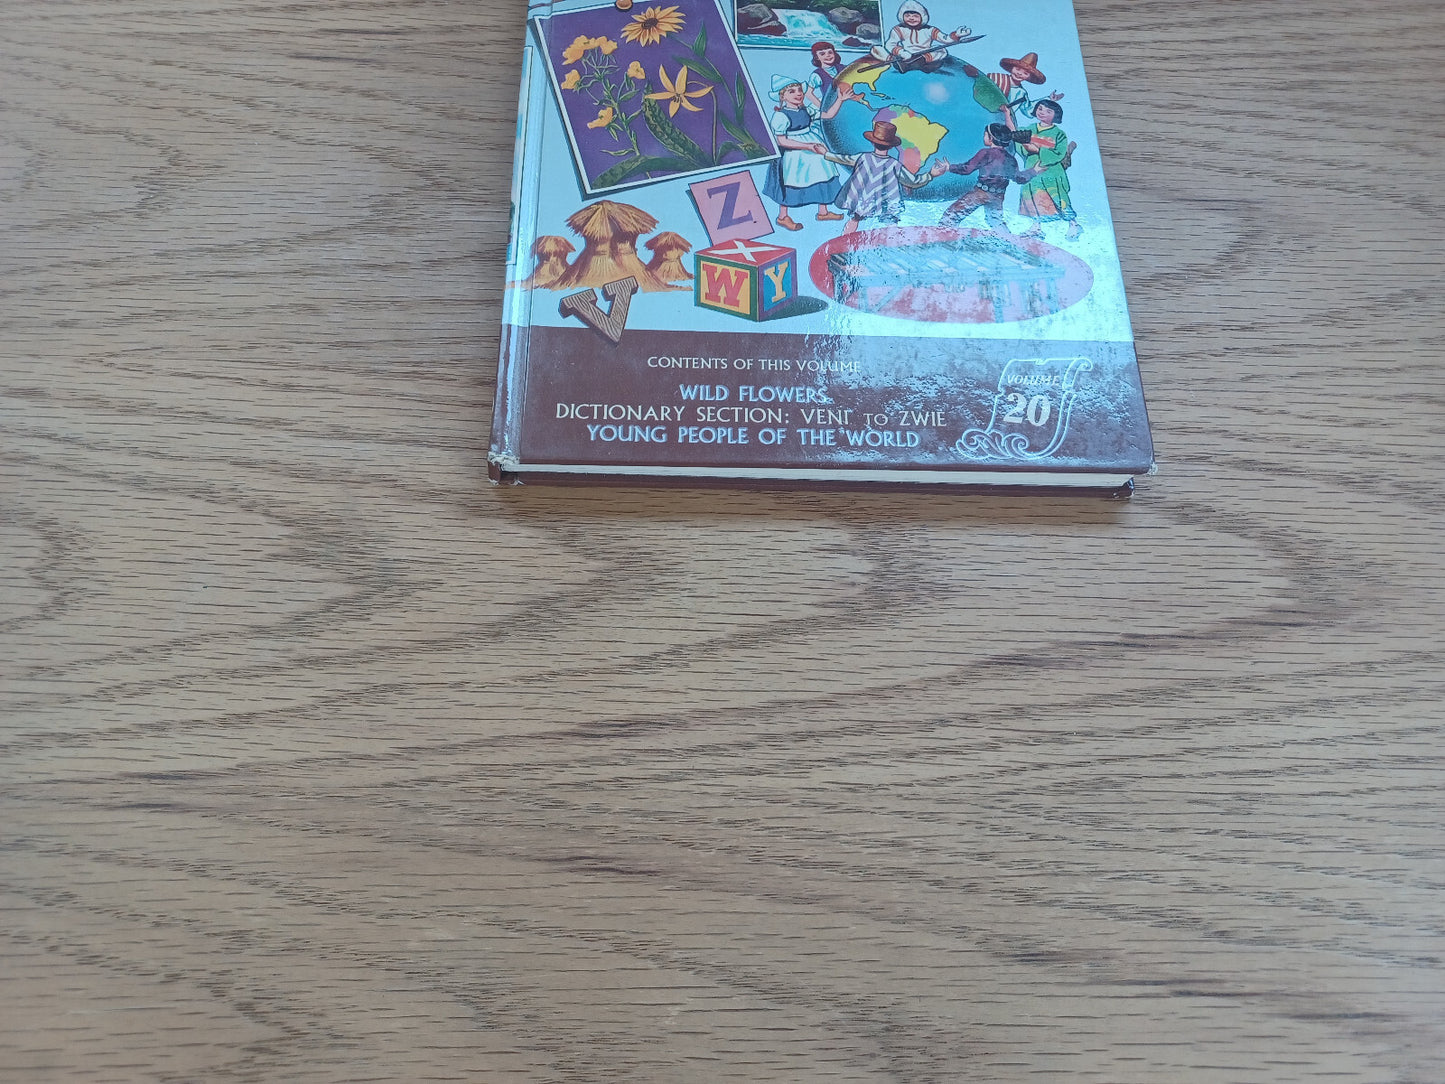 Z
X
W Y
V
CONTENTS OF THIS VOLUME
WILD FLOWERS
DICTIONARY SECTION: VENT TO ZWIE
YOUNG PEOPLE OF THE WORLD
VOLUME
20